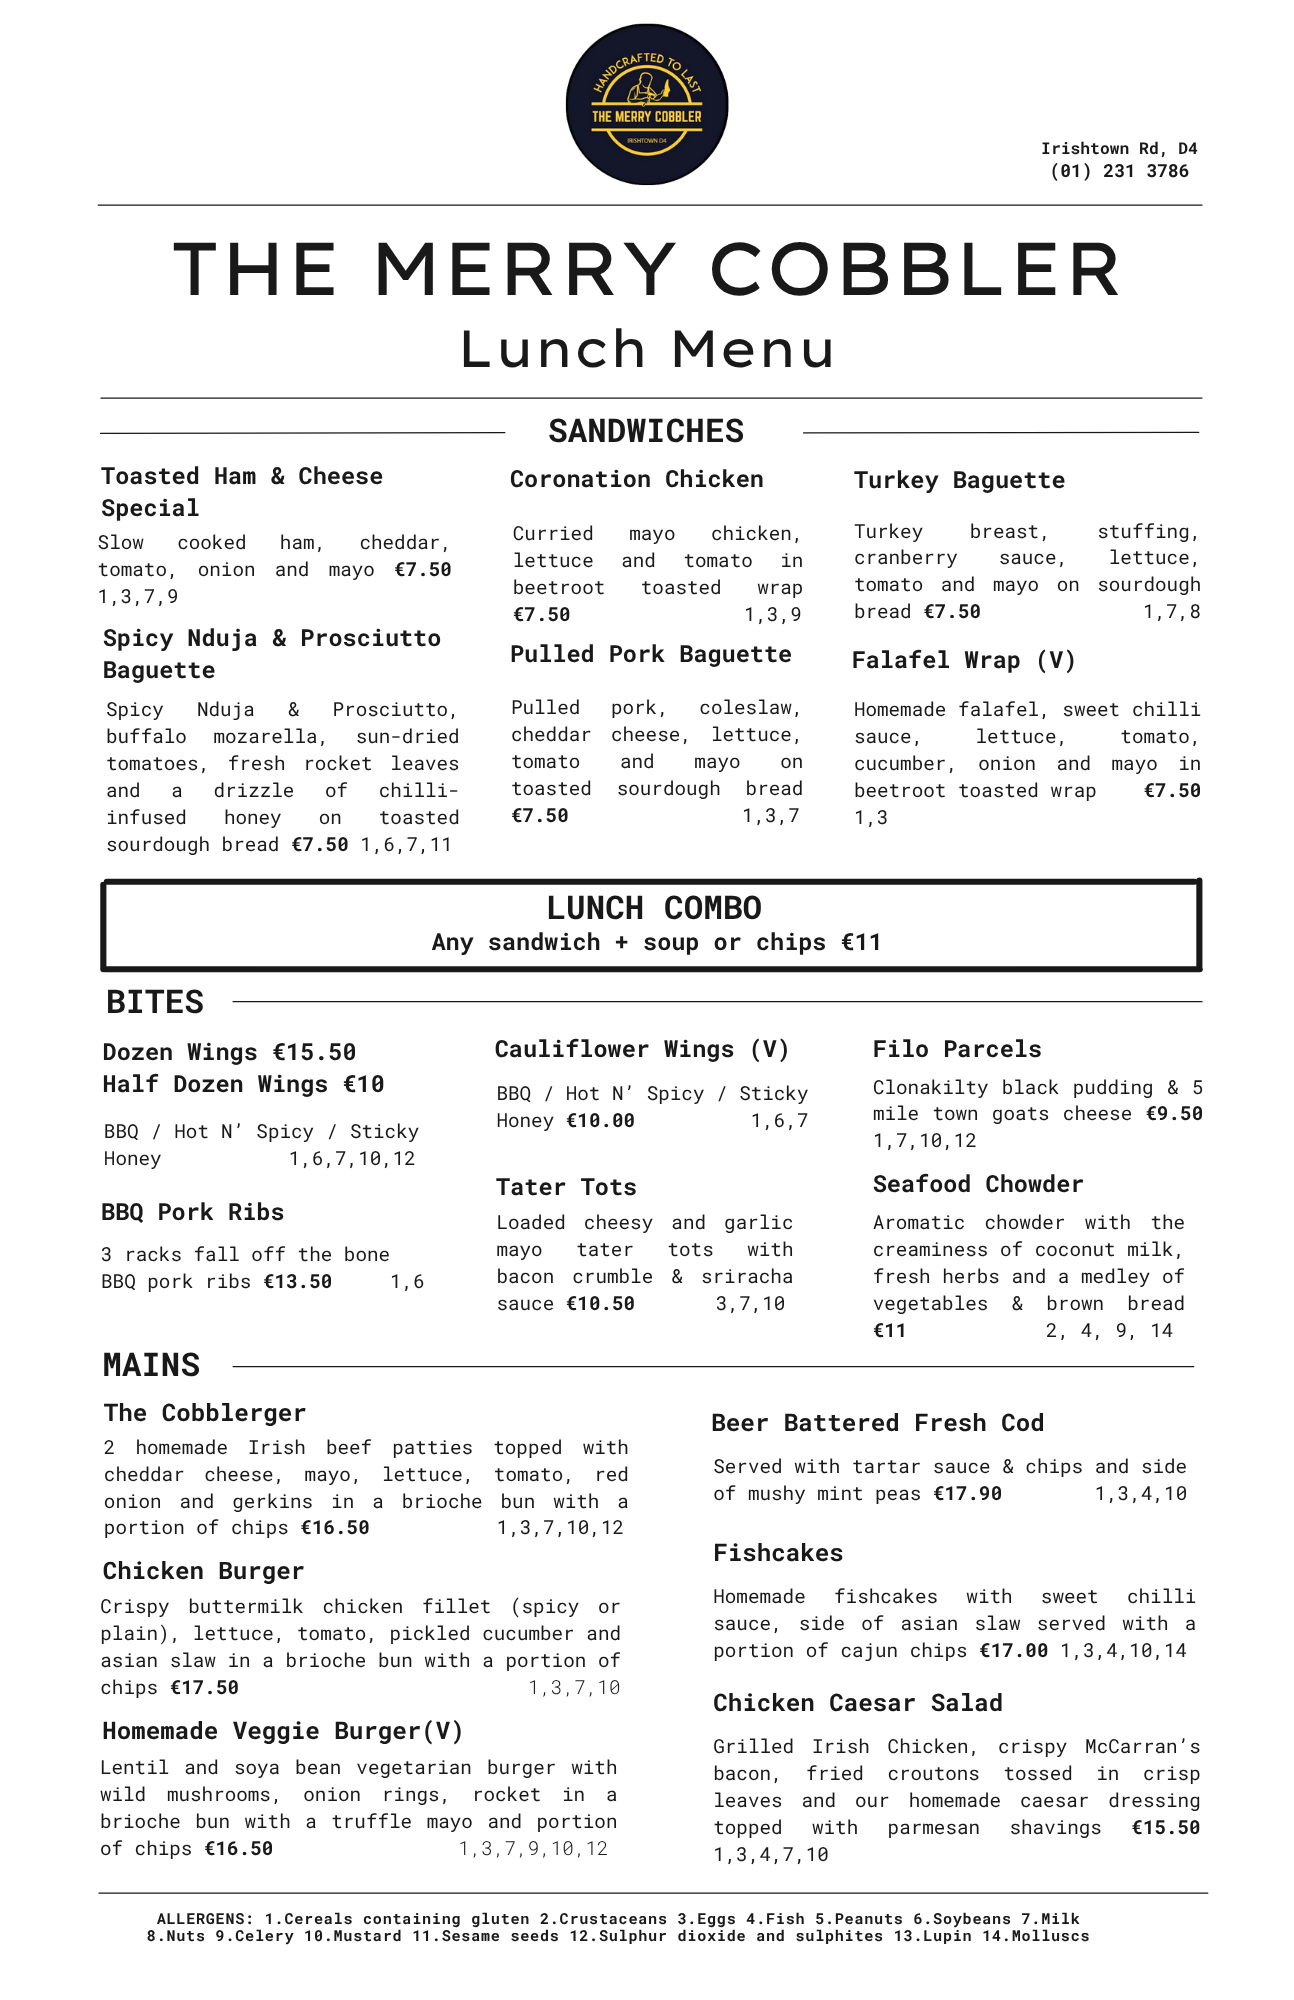 HANDCRAFTED TO LAST
THE MERRY COBBLER
IRISHTOWN D4
Irishtown Rd, D4
(01) 231 3786
THE MERRY COBBLER
Lunch Menu
SANDWICHES
Toasted Ham & Cheese
Special
Slow cooked ham, cheddar,
tomato, onion and mayo €7.50
1,3,7,9
Spicy Nduja & Prosciutto
Baguette
Spicy Nduja & Prosciutto,
buffalo mozarella, sun-dried
tomatoes, fresh rocket leaves
and a drizzle of chilli-
infused honey on toasted
sourdough bread €7.50 1,6,7,11
Coronation Chicken
Curried mayo chicken,
lettuce and tomato in
beetroot toasted wrap
€7.50 1,3,9
Pulled Pork Baguette
Pulled pork, coleslaw,
cheddar cheese, lettuce,
tomato and mayo on
toasted sourdough bread
€7.50 1,3,7
Turkey Baguette
Turkey breast, stuffing,
cranberry sauce, lettuce,
tomato and mayo on sourdough
bread €7.50 1,7,8
Falafel Wrap (V)
Homemade falafel, sweet chilli
sauce, lettuce, tomato,
cucumber, onion and mayo in
beetroot toasted wrap €7.50
1,3
LUNCH COMBO
Any sandwich + soup or chips €11
BITES
Dozen Wings €15.50
Half Dozen Wings €10
BBQ / Hot N’ Spicy / Sticky
Honey 1,6,7,10,12
BBQ Pork Ribs
3 racks fall off the bone
BBQ pork ribs €13.50 1,6
Cauliflower Wings (V)
BBQ / Hot N’ Spicy / Sticky
Honey €10.00 1,6,7
Tater Tots
Loaded cheesy and garlic
mayo tater tots with
bacon crumble & sriracha
sauce €10.50 3,7,10
Filo Parcels
Clonakilty black pudding & 5
mile town goats cheese €9.50
1,7,10,12
Seafood Chowder
Aromatic chowder with the
creaminess of coconut milk,
fresh herbs and a medley of
vegetables & brown bread
€11 2, 4, 9, 14
MAINS
The Cobblerger
2 homemade Irish beef patties topped with
cheddar cheese, mayo, lettuce, tomato, red
onion and gerkins in a brioche bun with a
portion of chips €16.50 1,3,7,10,12
Chicken Burger
Crispy buttermilk chicken fillet (spicy or
plain), lettuce, tomato, pickled cucumber and
asian slaw in a brioche bun with a portion of
chips €17.50 1,3,7,10
Homemade Veggie Burger(V)
Lentil and soya bean vegetarian burger with
wild mushrooms, onion rings, rocket in a
brioche bun with a truffle mayo and portion
of chips €16.50 1,3,7,9,10,12
Beer Battered Fresh Cod
Served with tartar sauce & chips and side
of mushy mint peas €17.90 1,3,4,10
Fishcakes
Homemade fishcakes with sweet chilli
sauce, side of asian slaw served with a
portion of cajun chips €17.00 1,3,4,10,14
Chicken Caesar Salad
Grilled Irish Chicken, crispy McCarran’s
bacon, fried croutons tossed in crisp
leaves and our homemade caesar dressing
topped with parmesan shavings €15.50
1,3,4,7,10
ALLERGENS: 1.Cereals containing gluten 2.Crustaceans 3.Eggs 4.Fish 5.Peanuts 6.Soybeans 7.Milk
8.Nuts 9.Celery 10.Mustard 11.Sesame seeds 12.Sulphur dioxide and sulphites 13.Lupin 14.Molluscs